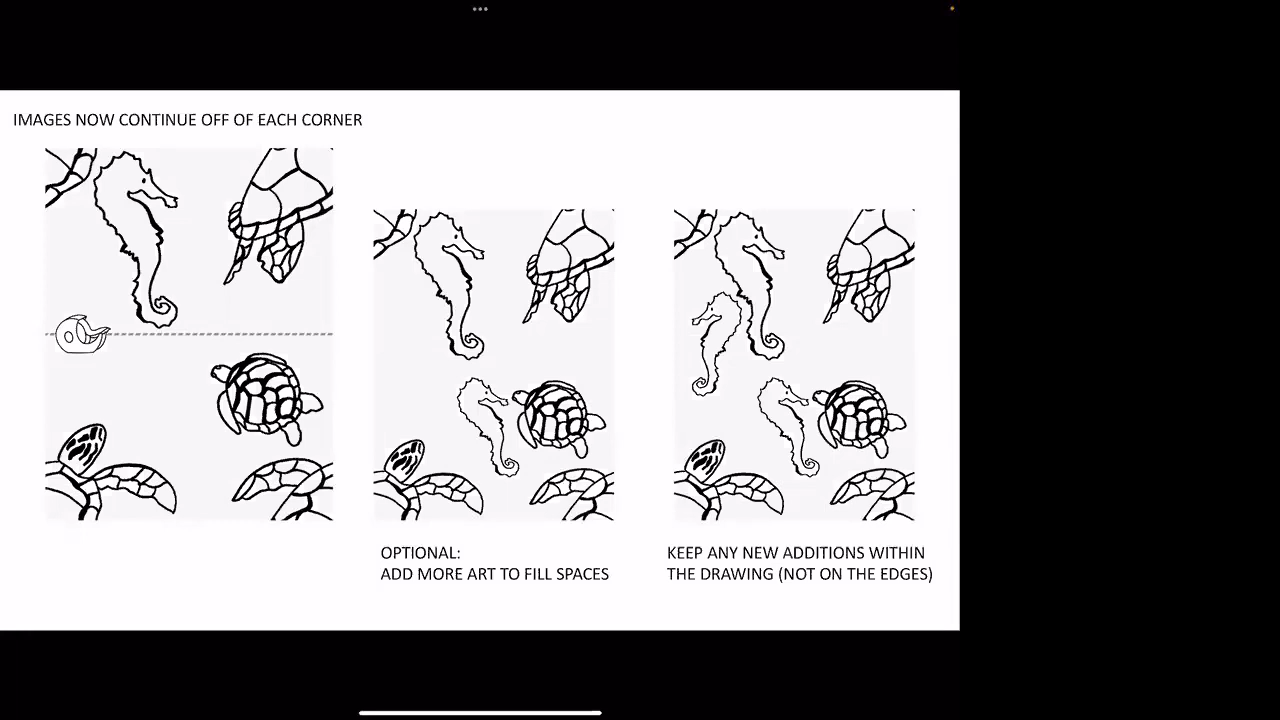 IMAGES NOW CONTINUE OFF OF EACH CORNER
OPTIONAL:
ADD MORE ART TO FILL SPACES
KEEP ANY NEW ADDITIONS WITHIN
THE DRAWING (NOT ON THE EDGES)